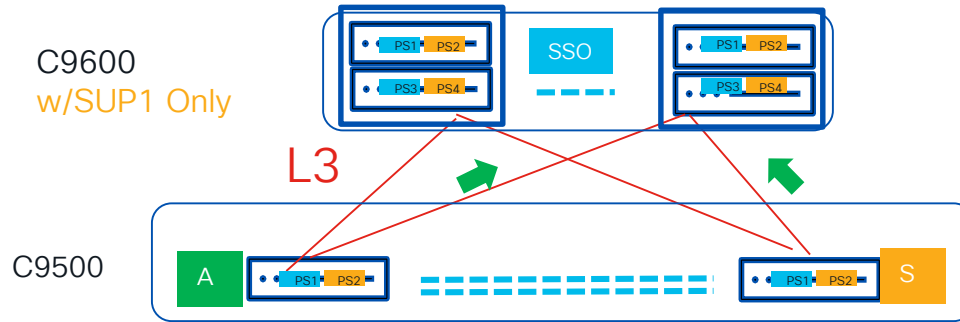 C9600
w/SUP1 Only
PS1 PS2
PS3 PS4
SSO
PS1 PS2
PS3 PS4
L3
C9500
A
PS1 PS2
PS1 PS2
S